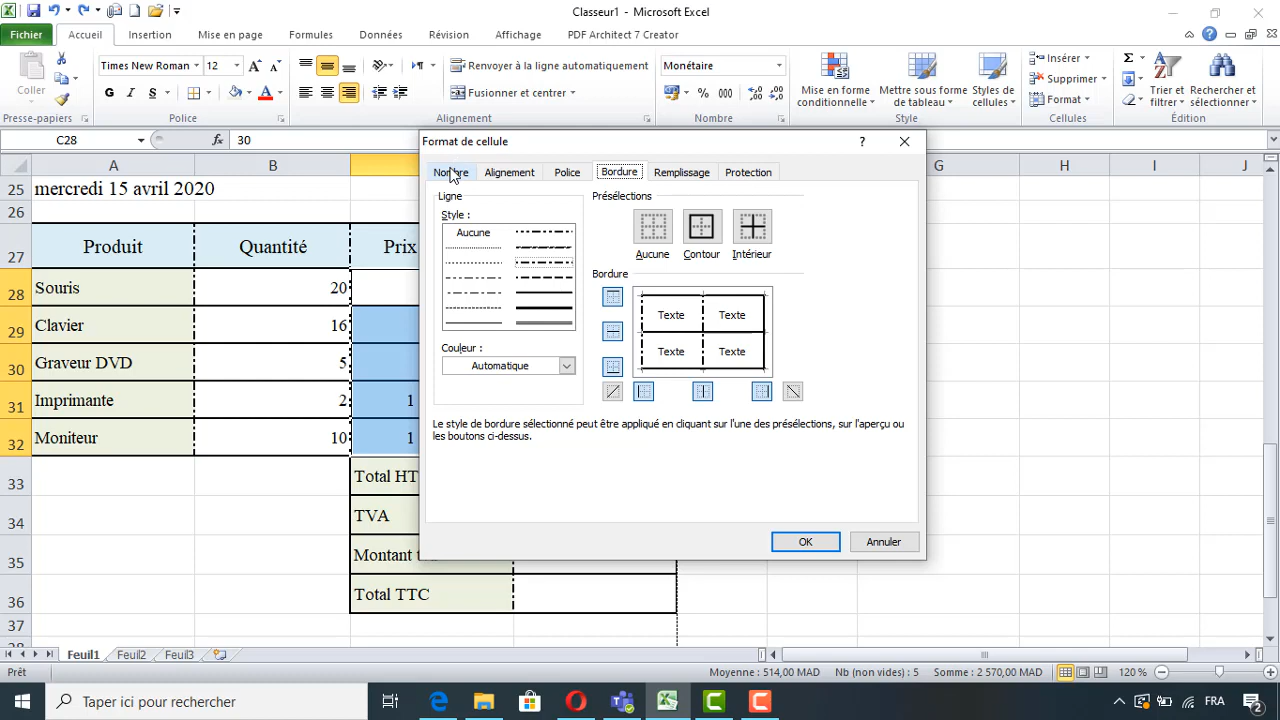 Classeur1 - Microsoft Excel
Fichier Accueil Insertion Mise en page Formules Données Révision Affichage PDF Architect 7 Creator
Times New Roman 12 A A Renvoyer à la ligne automatiquement Monétaire Insérer Σ
Coller G I S A Fusionner et centrer % 000 Mise en forme conditionnelle Mettre sous forme de tableau Styles de cellules Supprimer Format Trier et filtrer Rechercher et sélectionner
Presse-papiers Police Alignement Nombre Style Cellules Édition
C28 fx 30
Format de cellule
A B G H I J
Nombre Alignement Police Bordure Remplissage Protection
25 mercredi 15 avril 2020
26
27 Produit Quantité Prix
28 Souris 20
29 Clavier 16
30 Graveur DVD 5
31 Imprimante 2 1
32 Moniteur 10 1
33 Total HT
34 TVA
35 Montant
36 Total TTC
37
Ligne
Style :
Aucune
Couleur :
Automatique
Présélections
Aucune Contour Intérieur
Bordure
Texte Texte
Texte Texte
Le style de bordure sélectionné peut être appliqué en cliquant sur l'une des présélections, sur l'aperçu ou
les boutons ci-dessus.
OK Annuler
Feuil1 Feuil2 Feuil3
Prêt Moyenne : 514,00 MAD Nb (non vides) : 5 Somme : 2 570,00 MAD 120 %
Taper ici pour rechercher FRA 2